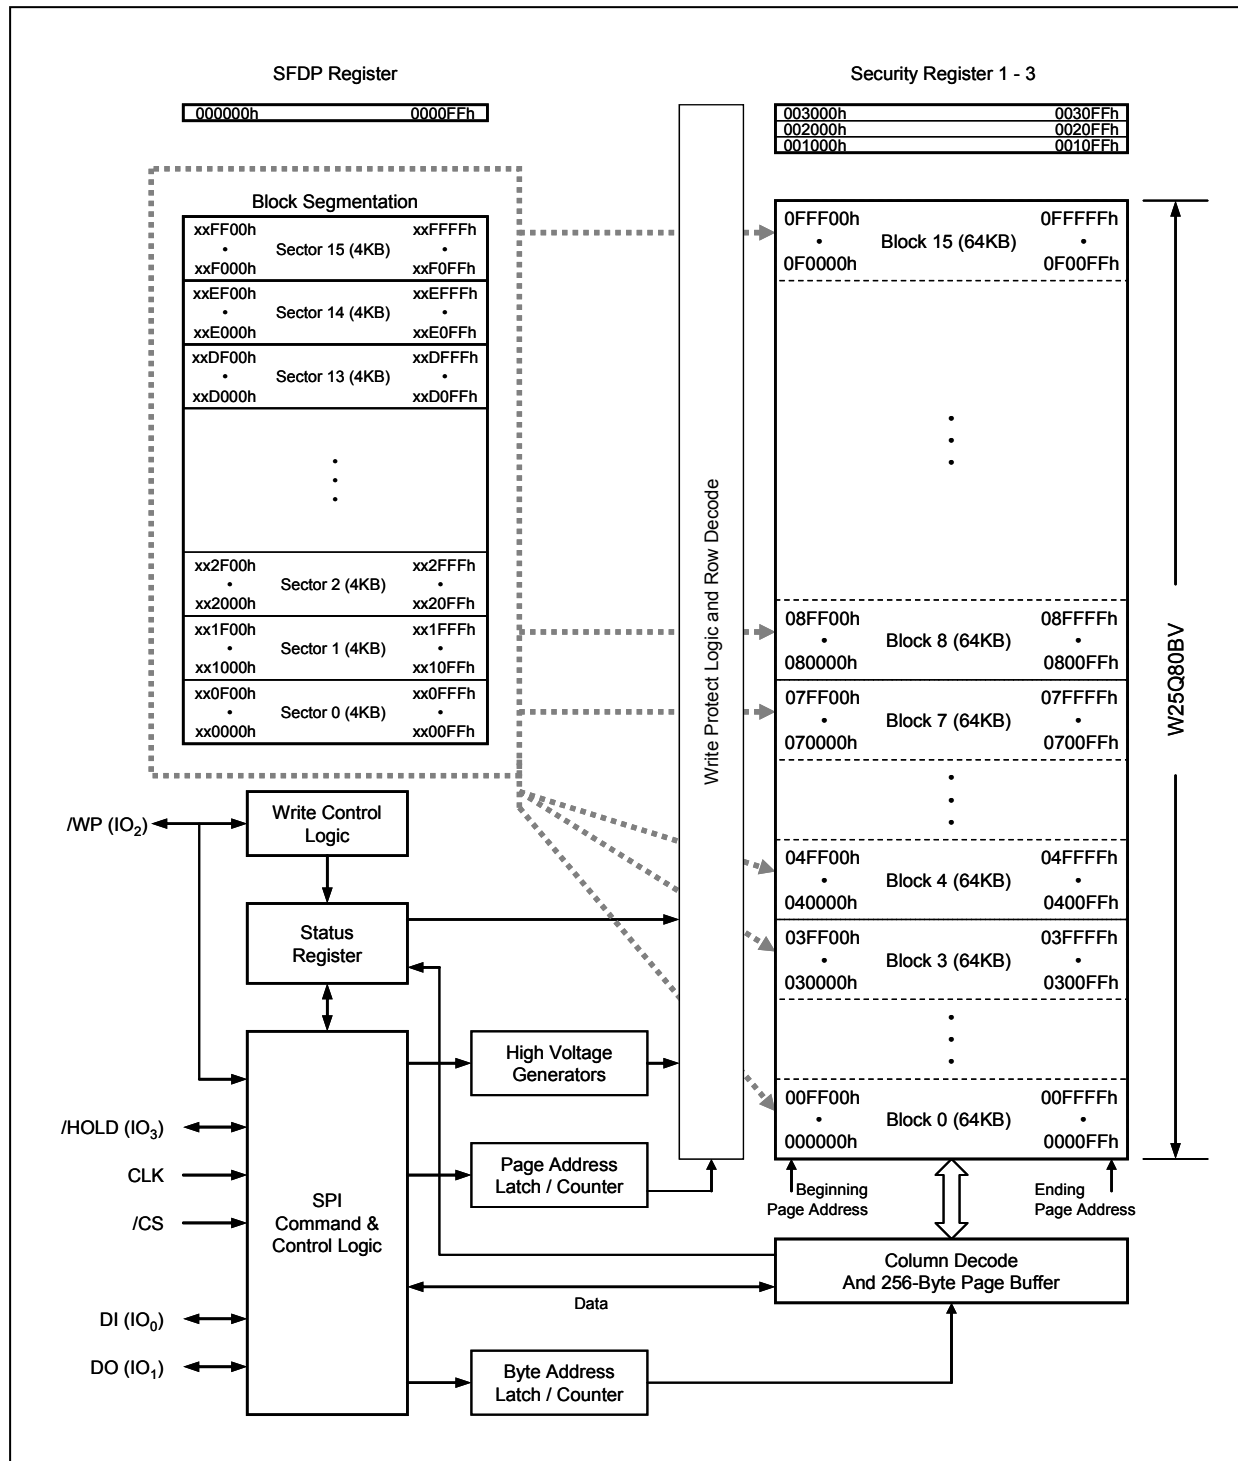 SFDP Register
000000h 0000FFh
Security Register 1 - 3
003000h 0030FFh
002000h 0020FFh
001000h 0010FFh
Block Segmentation
xxFF00h xxFFFFh
• Sector 15 (4KB) •
xxF000h xxF0FFh
xxEF00h xxEFFFh
• Sector 14 (4KB) •
xxE000h xxE0FFh
xxDF00h xxDFFFh
• Sector 13 (4KB) •
xxD000h xxD0FFh
xx2F00h xx2FFFh
• Sector 2 (4KB) •
xx2000h xx20FFh
xx1F00h xx1FFFh
• Sector 1 (4KB) •
xx1000h xx10FFh
xx0F00h xx0FFFh
• Sector 0 (4KB) •
xx0000h xx00FFh
Write Protect Logic and Row Decode
0FFF00h 0FFFFFh
• Block 15 (64KB) •
0F0000h 0F00FFh
08FF00h 08FFFFh
• Block 8 (64KB) •
080000h 0800FFh
07FF00h 07FFFFh
• Block 7 (64KB) •
070000h 0700FFh
04FF00h 04FFFFh
• Block 4 (64KB) •
040000h 0400FFh
03FF00h 03FFFFh
• Block 3 (64KB) •
030000h 0300FFh
00FF00h 00FFFFh
• Block 0 (64KB) •
000000h 0000FFh
W25Q80BV
Beginning
Page Address
Ending
Page Address
/WP (IO2)
Write Control
Logic
Status
Register
/HOLD (IO3)
CLK
/CS
DI (IO0)
DO (IO1)
SPI
Command &
Control Logic
High Voltage
Generators
Page Address
Latch / Counter
Column Decode
And 256-Byte Page Buffer
Data
Byte Address
Latch / Counter